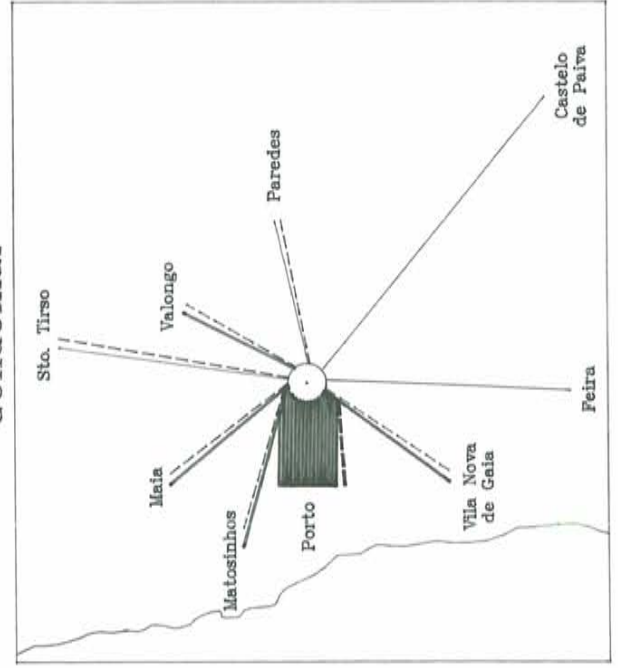 Sto. Tirso
Valongo
Paredes
Maia
Matosinhos
Porto
Castelo
de Paiva
Vila Nova
de Gaia
Feira